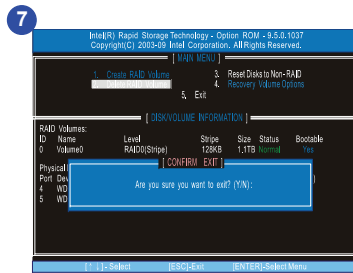 7
Intel(R) Rapid Storage Technology - Option ROM - 9.5.0.1037
Copyright(C) 2003-09 Intel Corporation. All Rights Reserved.
[ MAIN MENU ]
1. Create RAID Volume 3. Reset Disks to Non-RAID
2. Delete RAID Volume 4. Recovery Volume Options
5. Exit
[ DISK/VOLUME INFORMATION ]
RAID Volumes:
ID Name Level Stripe Size Status Bootable
0 Volume0 RAID0(Stripe) 128KB 1.1TB Normal Yes
Physical
Port Dev
4 WD )
5 WD
[ CONFIRM EXIT ]
Are you sure you want to exit? (Y/N):
[↑↓]-Select [ESC]-Exit [ENTER]-Select Menu